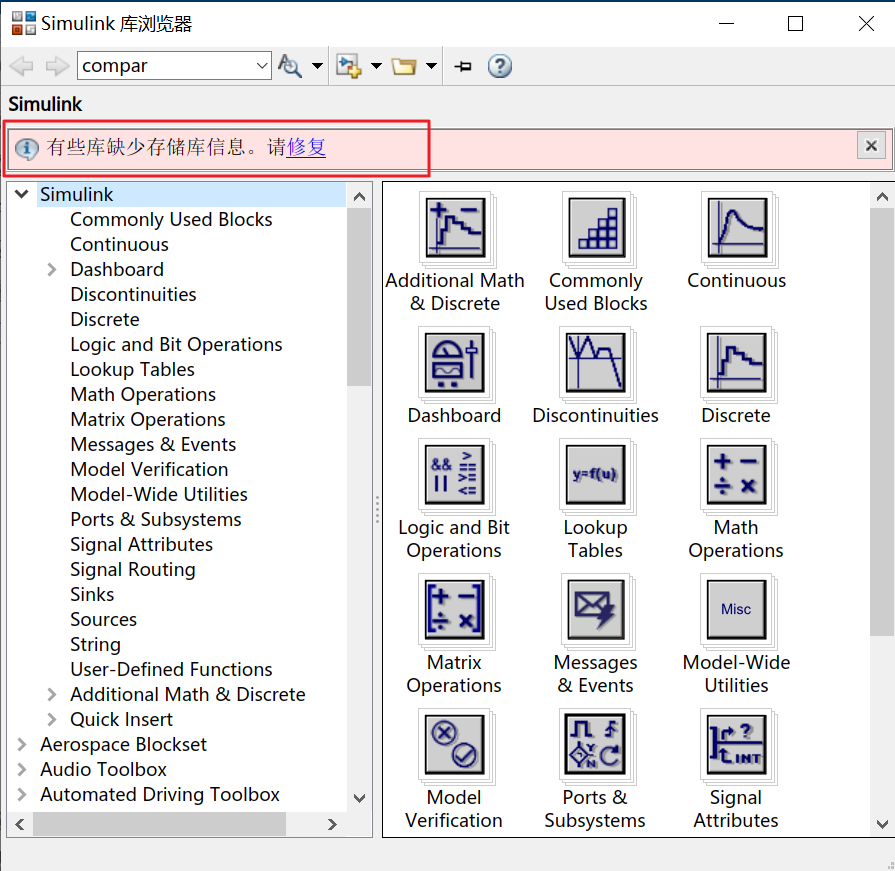 Simulink 库浏览器
compar
Simulink
有些库缺少存储库信息。请修复
Simulink
Commonly Used Blocks
Continuous
Dashboard
Discontinuities
Discrete
Logic and Bit Operations
Lookup Tables
Math Operations
Matrix Operations
Messages & Events
Model Verification
Model-Wide Utilities
Ports & Subsystems
Signal Attributes
Signal Routing
Sinks
Sources
String
User-Defined Functions
Additional Math & Discrete
Quick Insert
Aerospace Blockset
Audio Toolbox
Automated Driving Toolbox
Additional Math
& Discrete
Commonly
Used Blocks
Continuous
Dashboard
Discontinuities
Discrete
&& || > == >= <=
Logic and Bit
Operations
y=f(u)
Lookup
Tables
+ − ÷ ×
Math
Operations
+ − ÷ ×
Matrix
Operations
Messages
& Events
Misc
Model-Wide
Utilities
Model
Verification
Y N
Ports &
Subsystems
? INT
Signal
Attributes